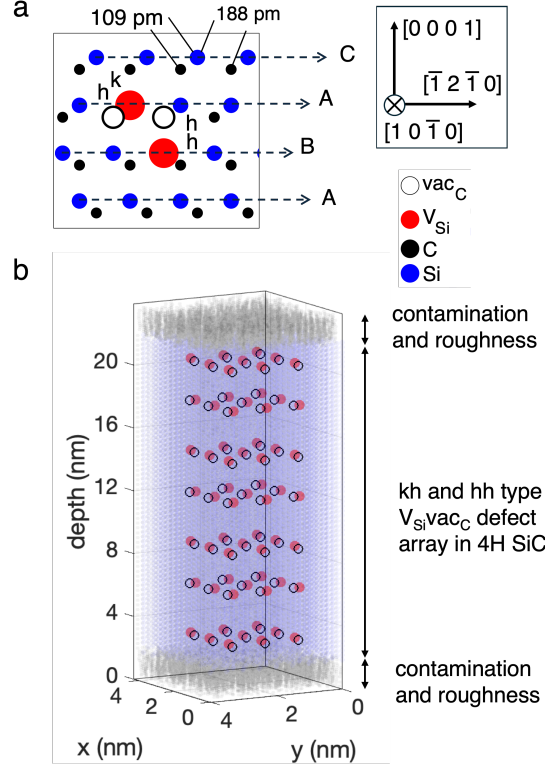 a
109 pm
188 pm
C
h k
A
h
h
B
A
[0 0 0 1]
[1̅ 2 1̅ 0]
[1 0 1̅ 0]
vac_C
V_Si
C
Si
b
contamination
and roughness
20
16
12
8
4
0
depth (nm)
kh and hh type
V_Sivac_C defect
array in 4H SiC
contamination
and roughness
4
2
0
x (nm)
4
2
0
y (nm)